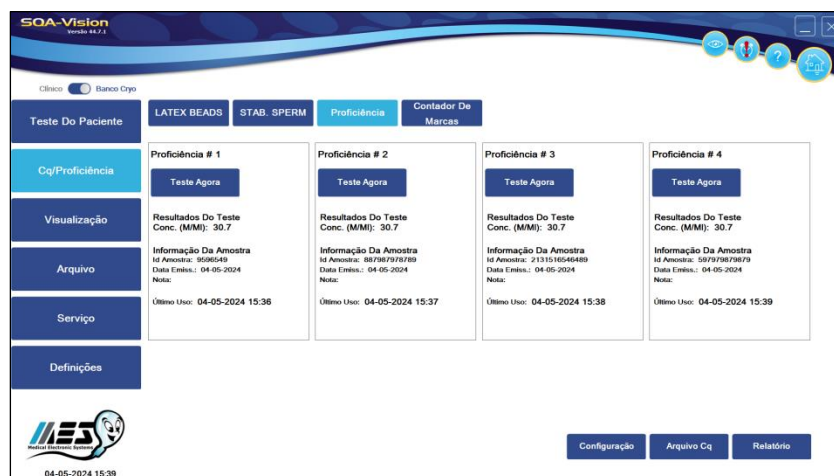 SQA-Vision
Versão 44.7.1
Clínico Banco Cryo
Teste Do Paciente
Cq/Proficiência
Visualização
Arquivo
Serviço
Definições
LATEX BEADS
STAB. SPERM
Proficiência
Contador De
Marcas
Proficiência # 1
Teste Agora
Resultados Do Teste
Conc. (M/Ml): 30.7
Informação Da Amostra
Id Amostra: 9596549
Data Emiss.: 04-05-2024
Nota:
Último Uso: 04-05-2024 15:36
Proficiência # 2
Teste Agora
Resultados Do Teste
Conc. (M/Ml): 30.7
Informação Da Amostra
Id Amostra: 887987978789
Data Emiss.: 04-05-2024
Nota:
Último Uso: 04-05-2024 15:37
Proficiência # 3
Teste Agora
Resultados Do Teste
Conc. (M/Ml): 30.7
Informação Da Amostra
Id Amostra: 2131516546489
Data Emiss.: 04-05-2024
Nota:
Último Uso: 04-05-2024 15:38
Proficiência # 4
Teste Agora
Resultados Do Teste
Conc. (M/Ml): 30.7
Informação Da Amostra
Id Amostra: 597979879879
Data Emiss.: 04-05-2024
Nota:
Último Uso: 04-05-2024 15:39
Configuração
Arquivo Cq
Relatório
MES
Medical Electronic Systems
04-05-2024 15:39